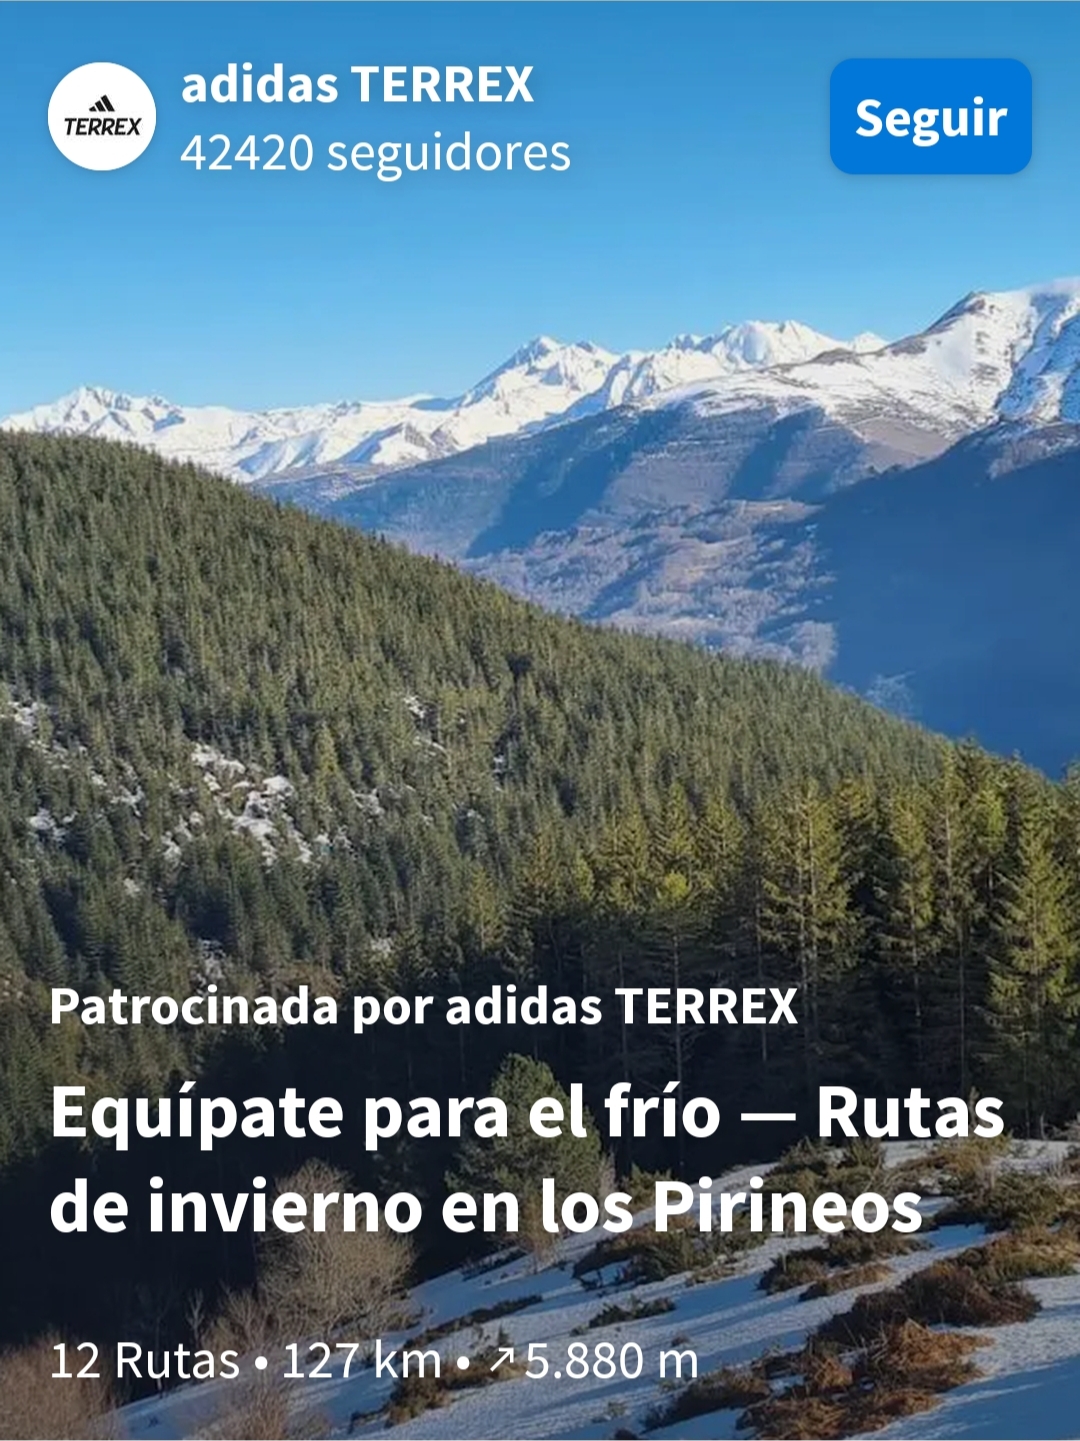 TERREX
adidas TERREX
42420 seguidores
Seguir
Patrocinada por adidas TERREX
Equípate para el frío — Rutas
de invierno en los Pirineos
12 Rutas • 127 km • ↗5.880 m